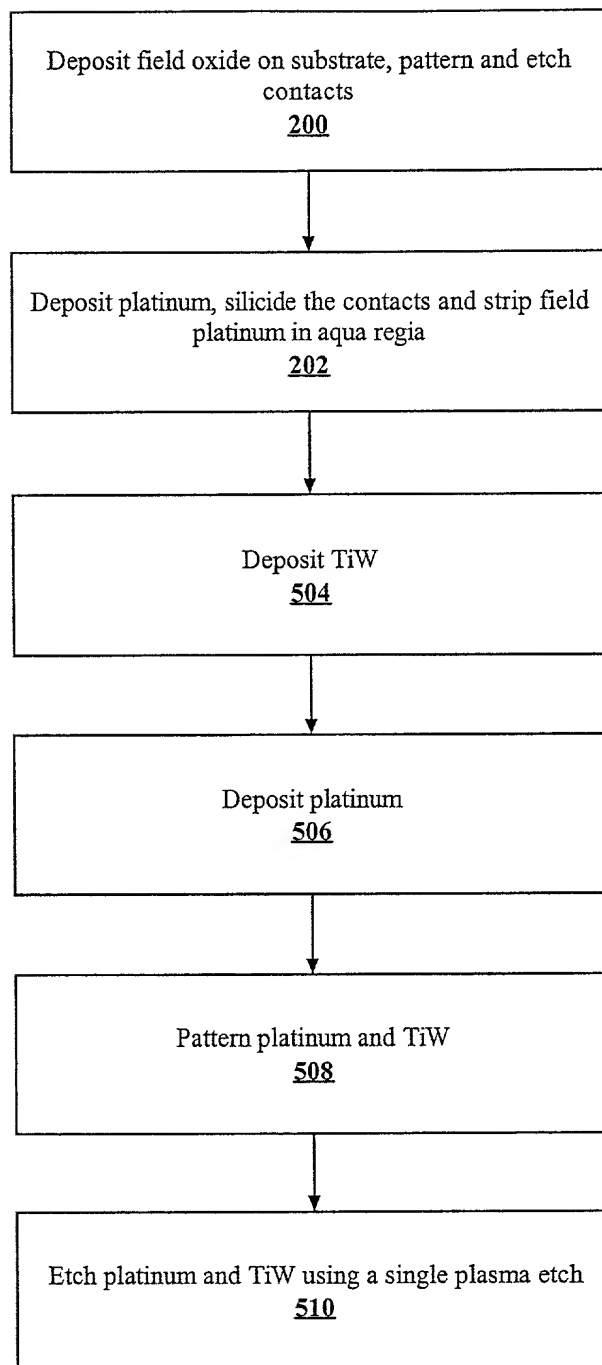 Deposit field oxide on substrate, pattern and etch
contacts
200
Deposit platinum, silicide the contacts and strip field
platinum in aqua regia
202
Deposit TiW
504
Deposit platinum
506
Pattern platinum and TiW
508
Etch platinum and TiW using a single plasma etch
510